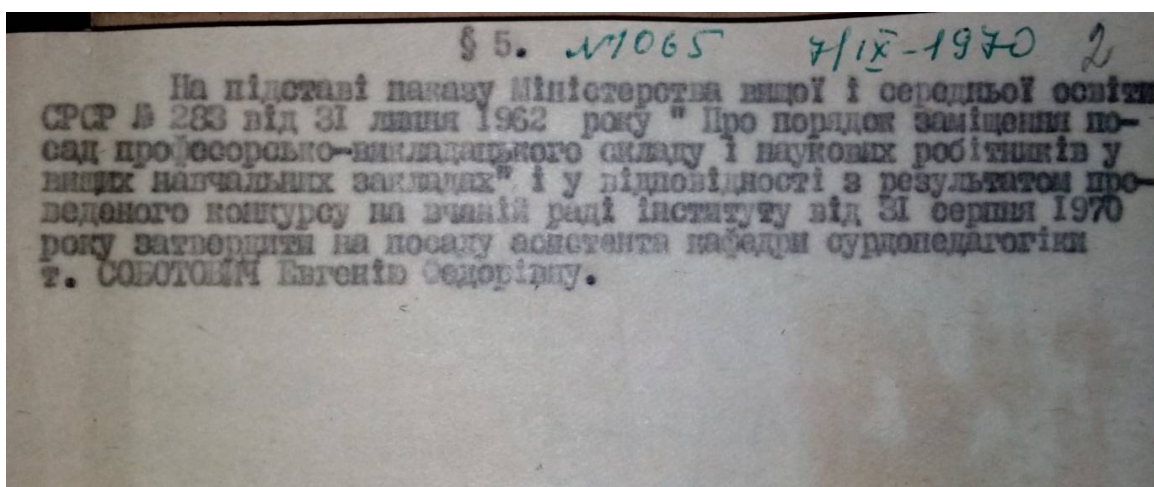 § 5. №1065 7/IX-1970 2
На підставі наказу Міністерства вищої і середньої освіти
СРСР № 283 від 31 липня 1962 року " Про порядок заміщення по-
сад професорсько-викладацького складу і наукових робітників у
вищих навчальних закладах" і у відповідності з результатом про-
веденого конкурсу на вченій раді інституту від 31 серпня 1970
року затвердити на посаду асистента кафедри сурдопедагогіки
т. СОБОТОВИЧ Евгенію Федорівну.